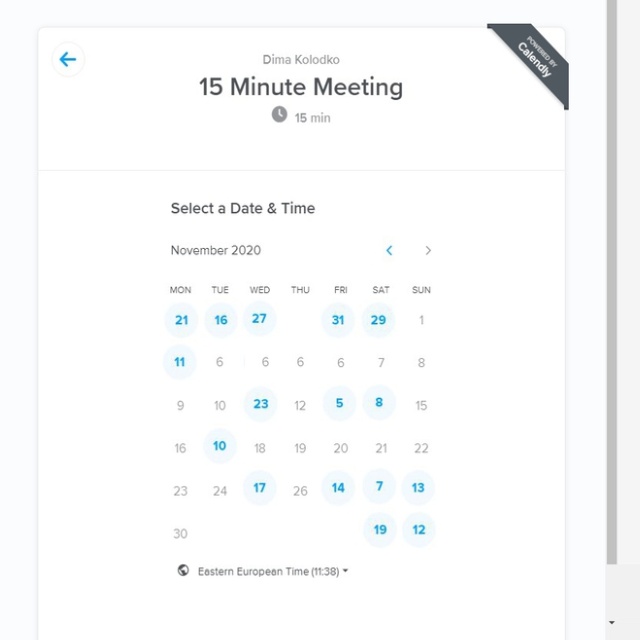 POWERED BY
Calendly
Dima Kolodko
15 Minute Meeting
15 min
Select a Date & Time
November 2020
MON TUE WED THU FRI SAT SUN
21 16 27 31 29 1
11 6 6 6 6 7 8
9 10 23 12 5 8 15
16 10 18 19 20 21 22
23 24 17 26 14 7 13
30 19 12
Eastern European Time (11:38)